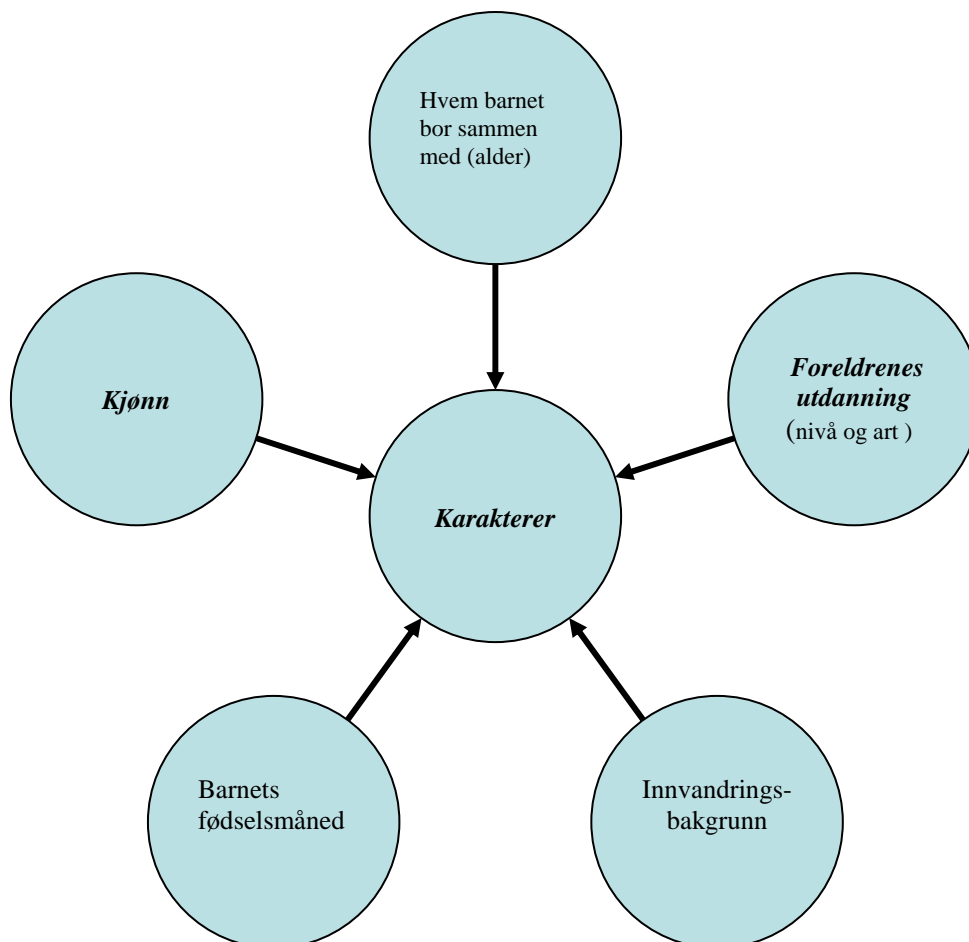 Hvem barnet
bor sammen
med (alder)
Kjønn
Foreldrenes
utdanning
(nivå og art )
Karakterer
Barnets
fødselsmåned
Innvandrings-
bakgrunn